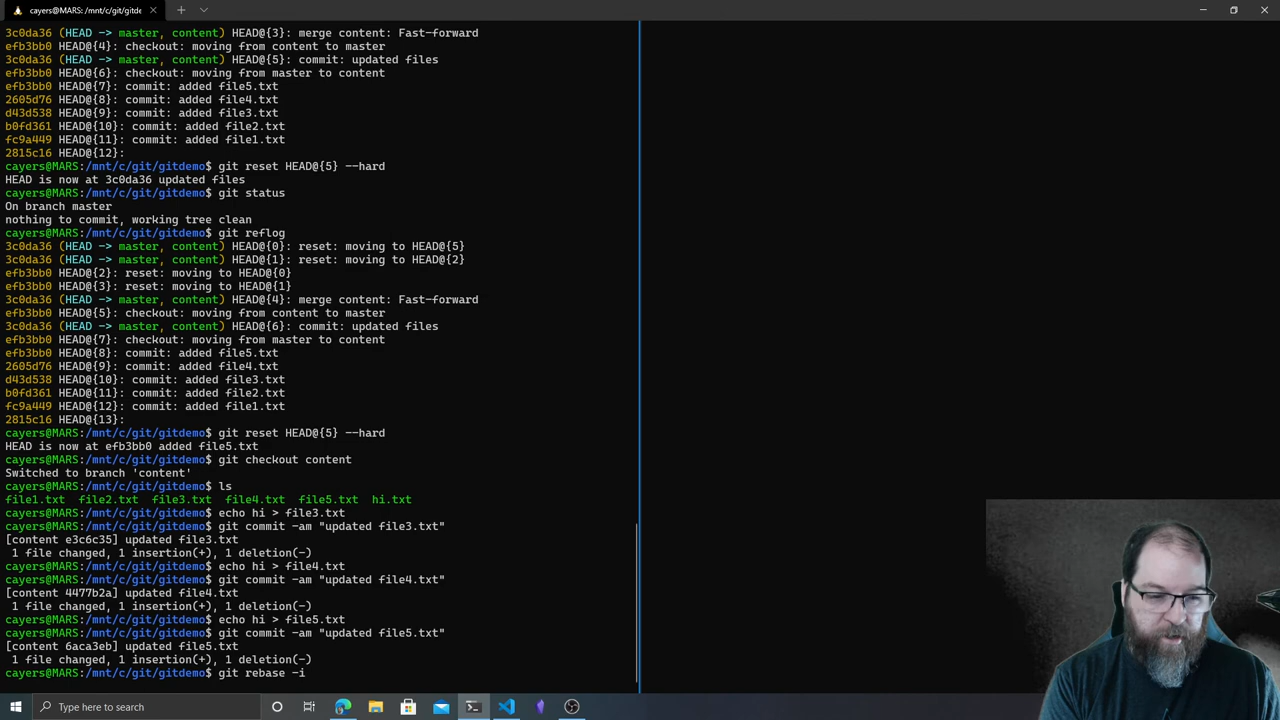 cayers@MARS: /mnt/c/git/gitde
3c0da36 (HEAD -> master, content) HEAD@{3}: merge content: Fast-forward
efb3bb0 HEAD@{4}: checkout: moving from content to master
3c0da36 (HEAD -> master, content) HEAD@{5}: commit: updated files
efb3bb0 HEAD@{6}: checkout: moving from master to content
efb3bb0 HEAD@{7}: commit: added file5.txt
2605d76 HEAD@{8}: commit: added file4.txt
d43d538 HEAD@{9}: commit: added file3.txt
b0fd361 HEAD@{10}: commit: added file2.txt
fc9a449 HEAD@{11}: commit: added file1.txt
2815c16 HEAD@{12}:
cayers@MARS:/mnt/c/git/gitdemo$ git reset HEAD@{5} --hard
HEAD is now at 3c0da36 updated files
cayers@MARS:/mnt/c/git/gitdemo$ git status
On branch master
nothing to commit, working tree clean
cayers@MARS:/mnt/c/git/gitdemo$ git reflog
3c0da36 (HEAD -> master, content) HEAD@{0}: reset: moving to HEAD@{5}
3c0da36 (HEAD -> master, content) HEAD@{1}: reset: moving to HEAD@{2}
efb3bb0 HEAD@{2}: reset: moving to HEAD@{0}
efb3bb0 HEAD@{3}: reset: moving to HEAD@{1}
3c0da36 (HEAD -> master, content) HEAD@{4}: merge content: Fast-forward
efb3bb0 HEAD@{5}: checkout: moving from content to master
3c0da36 (HEAD -> master, content) HEAD@{6}: commit: updated files
efb3bb0 HEAD@{7}: checkout: moving from master to content
efb3bb0 HEAD@{8}: commit: added file5.txt
2605d76 HEAD@{9}: commit: added file4.txt
d43d538 HEAD@{10}: commit: added file3.txt
b0fd361 HEAD@{11}: commit: added file2.txt
fc9a449 HEAD@{12}: commit: added file1.txt
2815c16 HEAD@{13}:
cayers@MARS:/mnt/c/git/gitdemo$ git reset HEAD@{5} --hard
HEAD is now at efb3bb0 added file5.txt
cayers@MARS:/mnt/c/git/gitdemo$ git checkout content
Switched to branch 'content'
cayers@MARS:/mnt/c/git/gitdemo$ ls
file1.txt file2.txt file3.txt file4.txt file5.txt hi.txt
cayers@MARS:/mnt/c/git/gitdemo$ echo hi > file3.txt
cayers@MARS:/mnt/c/git/gitdemo$ git commit -am "updated file3.txt"
[content e3c6c35] updated file3.txt
1 file changed, 1 insertion(+), 1 deletion(-)
cayers@MARS:/mnt/c/git/gitdemo$ echo hi > file4.txt
cayers@MARS:/mnt/c/git/gitdemo$ git commit -am "updated file4.txt"
[content 4477b2a] updated file4.txt
1 file changed, 1 insertion(+), 1 deletion(-)
cayers@MARS:/mnt/c/git/gitdemo$ echo hi > file5.txt
cayers@MARS:/mnt/c/git/gitdemo$ git commit -am "updated file5.txt"
[content 6aca3eb] updated file5.txt
1 file changed, 1 insertion(+), 1 deletion(-)
cayers@MARS:/mnt/c/git/gitdemo$ git rebase -i
Type here to search